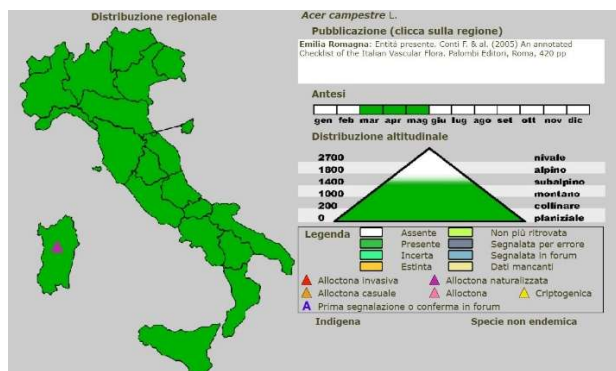 Distribuzione regionale
Acer campestre L.
Pubblicazione (clicca sulla regione)
Emilia Romagna: Entità presente. Conti F. & al. (2005) An annotated
Checklist of the Italian Vascular Flora. Palombi Editori, Roma, 420 pp
Antesi
gen feb mar apr mag giu lug ago set ott nov dic
Distribuzione altitudinale
2700 nivale
1800 alpino
1400 subalpino
1000 montano
200 collinare
0 planiziale
Legenda
Assente Non più ritrovata
Presente Segnalata per errore
Incerta Segnalata in forum
Estinta Dati mancanti
Alloctona invasiva Alloctona naturalizzata
Alloctona casuale Alloctona Criptogenica
A Prima segnalazione o conferma in forum
Indigena Specie non endemica